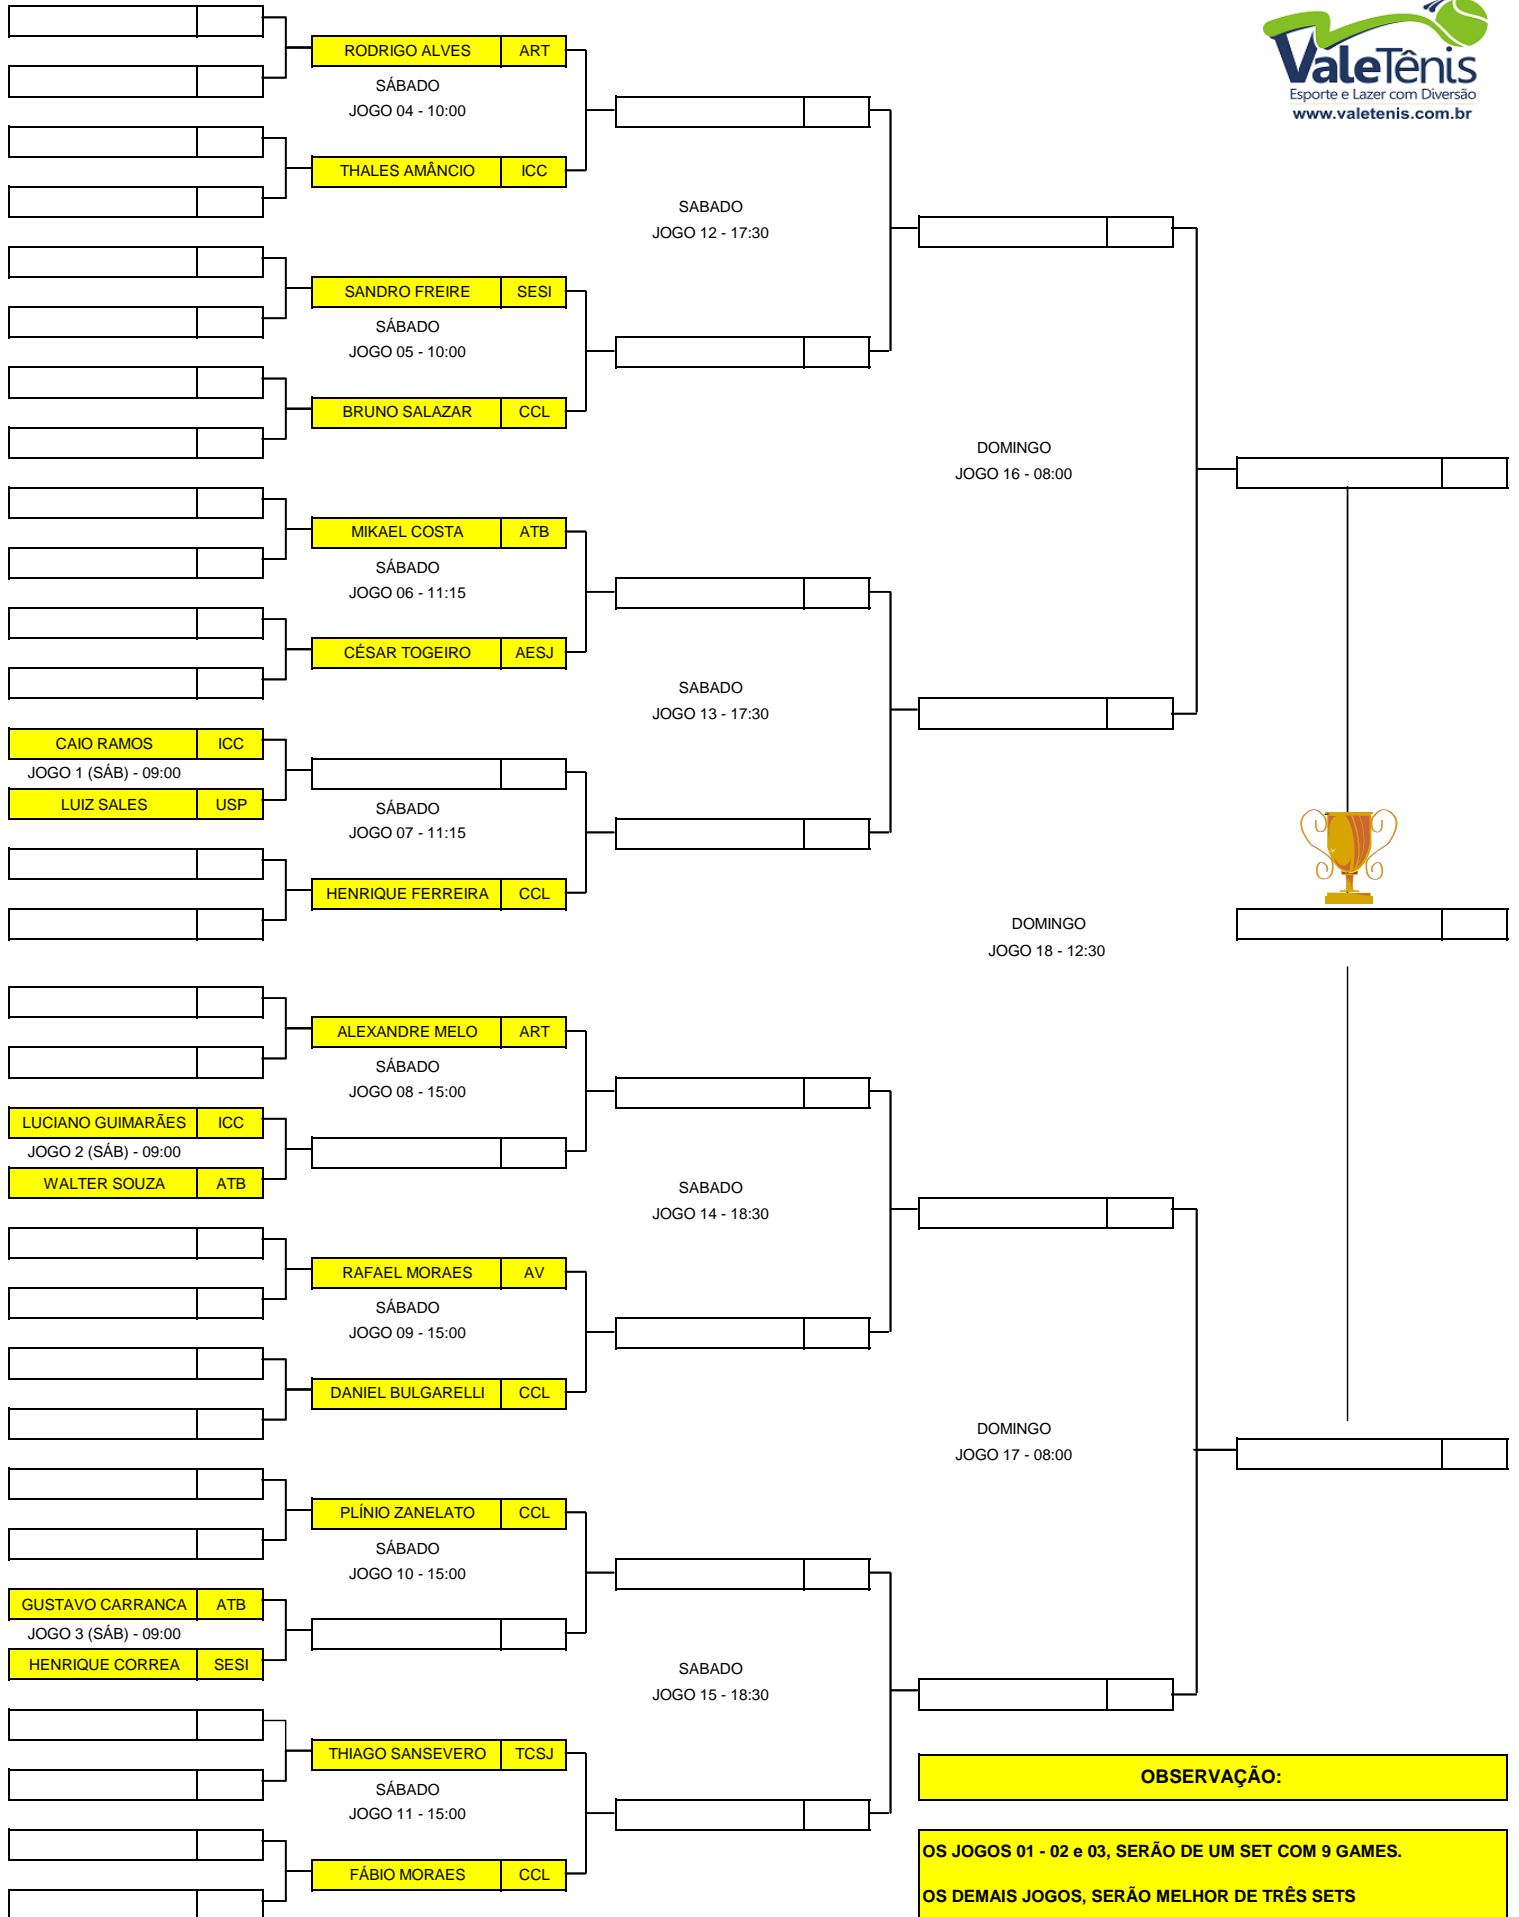 ValeTênis
Esporte e Lazer com Diversão
www.valetenis.com.br
RODRIGO ALVES ART
SÁBADO
JOGO 04 - 10:00
THALES AMÂNCIO ICC
SABADO
JOGO 12 - 17:30
SANDRO FREIRE SESI
SÁBADO
JOGO 05 - 10:00
BRUNO SALAZAR CCL
DOMINGO
JOGO 16 - 08:00
MIKAEL COSTA ATB
SÁBADO
JOGO 06 - 11:15
CÉSAR TOGEIRO AESJ
SABADO
JOGO 13 - 17:30
CAIO RAMOS ICC
JOGO 1 (SÁB) - 09:00
LUIZ SALES USP
SÁBADO
JOGO 07 - 11:15
HENRIQUE FERREIRA CCL
DOMINGO
JOGO 18 - 12:30
ALEXANDRE MELO ART
SÁBADO
JOGO 08 - 15:00
LUCIANO GUIMARÃES ICC
JOGO 2 (SÁB) - 09:00
WALTER SOUZA ATB
SABADO
JOGO 14 - 18:30
RAFAEL MORAES AV
SÁBADO
JOGO 09 - 15:00
DANIEL BULGARELLI CCL
DOMINGO
JOGO 17 - 08:00
PLÍNIO ZANELATO CCL
SÁBADO
JOGO 10 - 15:00
GUSTAVO CARRANCA ATB
JOGO 3 (SÁB) - 09:00
HENRIQUE CORREA SESI
SABADO
JOGO 15 - 18:30
THIAGO SANSEVERO TCSJ
SÁBADO
JOGO 11 - 15:00
FÁBIO MORAES CCL
OBSERVAÇÃO:
OS JOGOS 01 - 02 e 03, SERÃO DE UM SET COM 9 GAMES.
OS DEMAIS JOGOS, SERÃO MELHOR DE TRÊS SETS